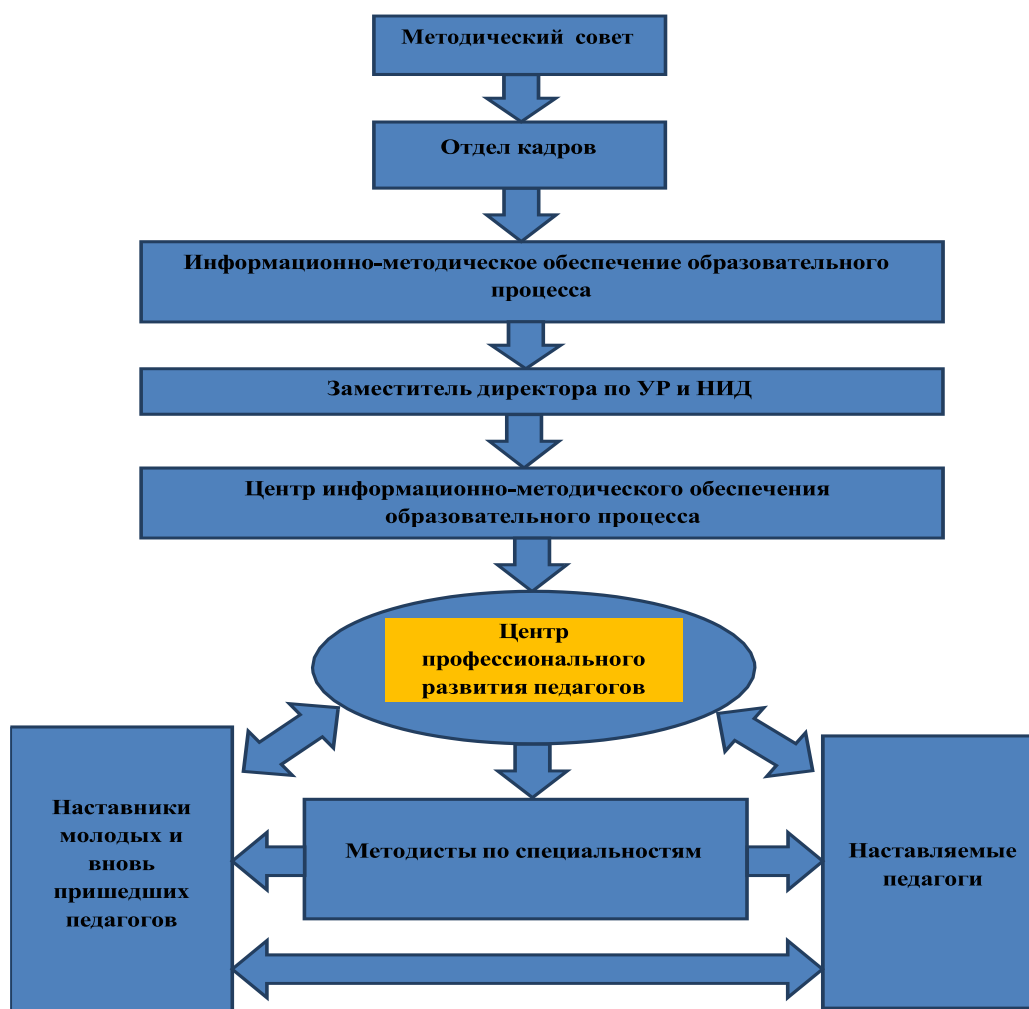 Методический совет
Отдел кадров
Информационно-методическое обеспечение образовательного
процесса
Заместитель директора по УР и НИД
Центр информационно-методического обеспечения
образовательного процесса
Центр
профессионального
развития педагогов
Наставники
молодых и
вновь
пришедших
педагогов
Методисты по специальностям
Наставляемые
педагоги